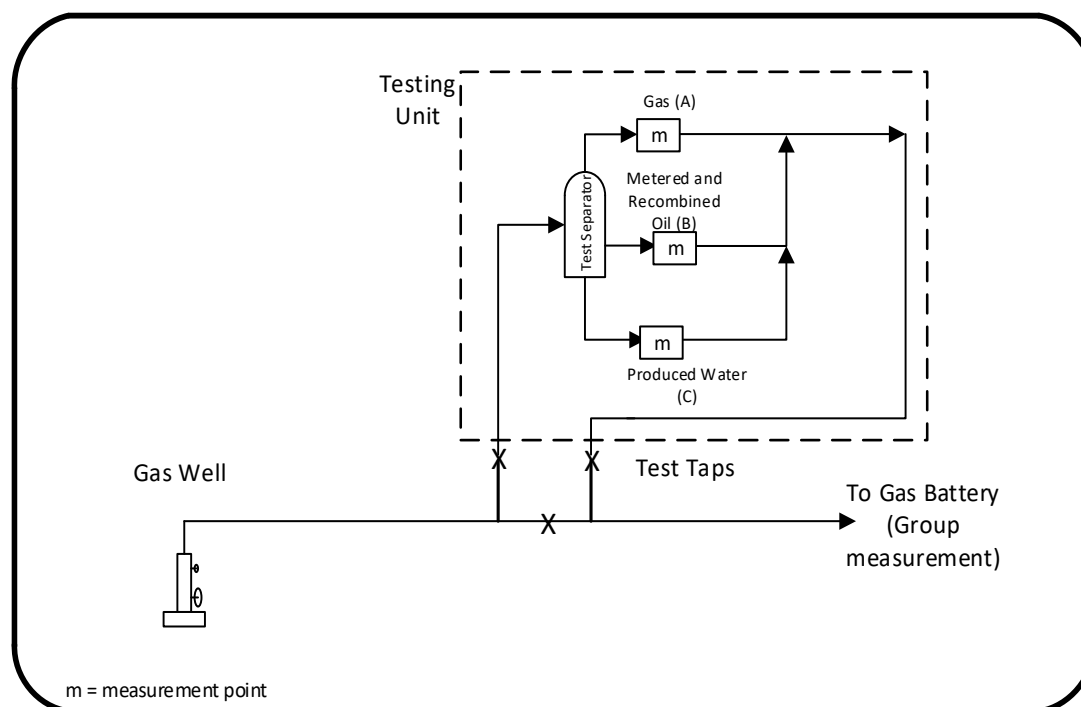 Testing
Unit
Gas (A)
m
Metered and
Recombined
Oil (B)
m
Test Separator
m
Produced Water
(C)
X
X
Test Taps
Gas Well
X
To Gas Battery
(Group
measurement)
m = measurement point